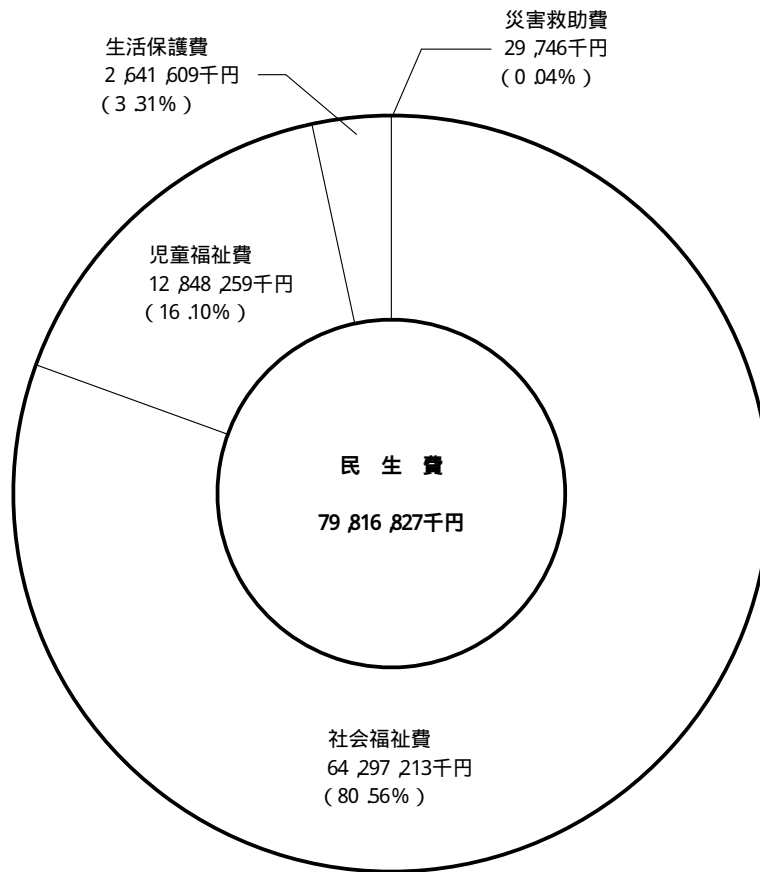 災害救助費
29,746千円
(0.04%)
生活保護費
2,641,609千円
(3.31%)
児童福祉費
12,848,259千円
(16.10%)
民 生 費
79,816,827千円
社会福祉費
64,297,213千円
(80.56%)